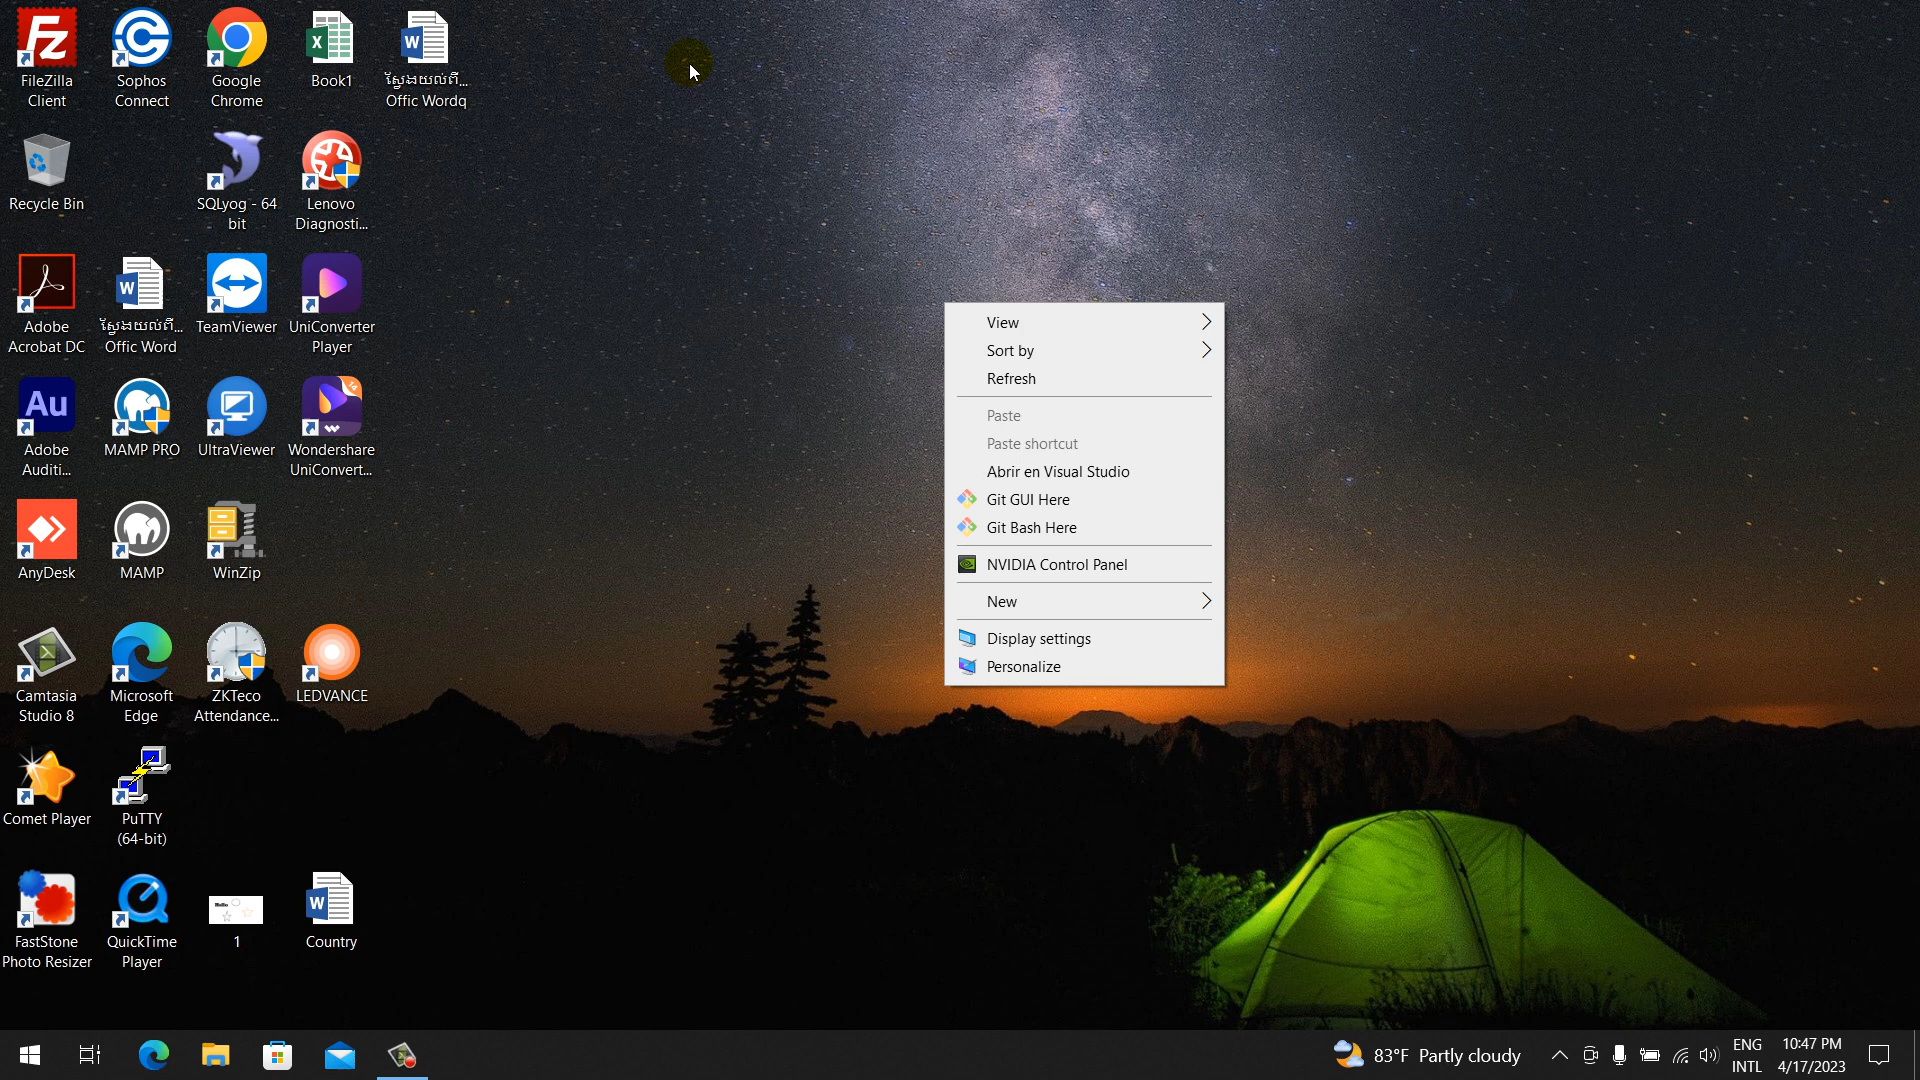 FileZilla
Client
Sophos
Connect
Google
Chrome
Book1
ស្វែងយល់ពី...
Offic Wordq
Recycle Bin
SQLyog - 64
bit
Lenovo
Diagnosti...
Adobe
Acrobat DC
ស្វែងយល់ពី...
Offic Word
TeamViewer
UniConverter
Player
Adobe
Auditi...
MAMP PRO
UltraViewer
Wondershare
UniConvert...
AnyDesk
MAMP
WinZip
Camtasia
Studio 8
Microsoft
Edge
ZKTeco
Attendance...
LEDVANCE
Comet Player
PuTTY
(64-bit)
FastStone
Photo Resizer
QuickTime
Player
1
Country
View
Sort by
Refresh
Paste
Paste shortcut
Abrir en Visual Studio
Git GUI Here
Git Bash Here
NVIDIA Control Panel
New
Display settings
Personalize
83°F Partly cloudy
ENG
INTL
10:47 PM
4/17/2023